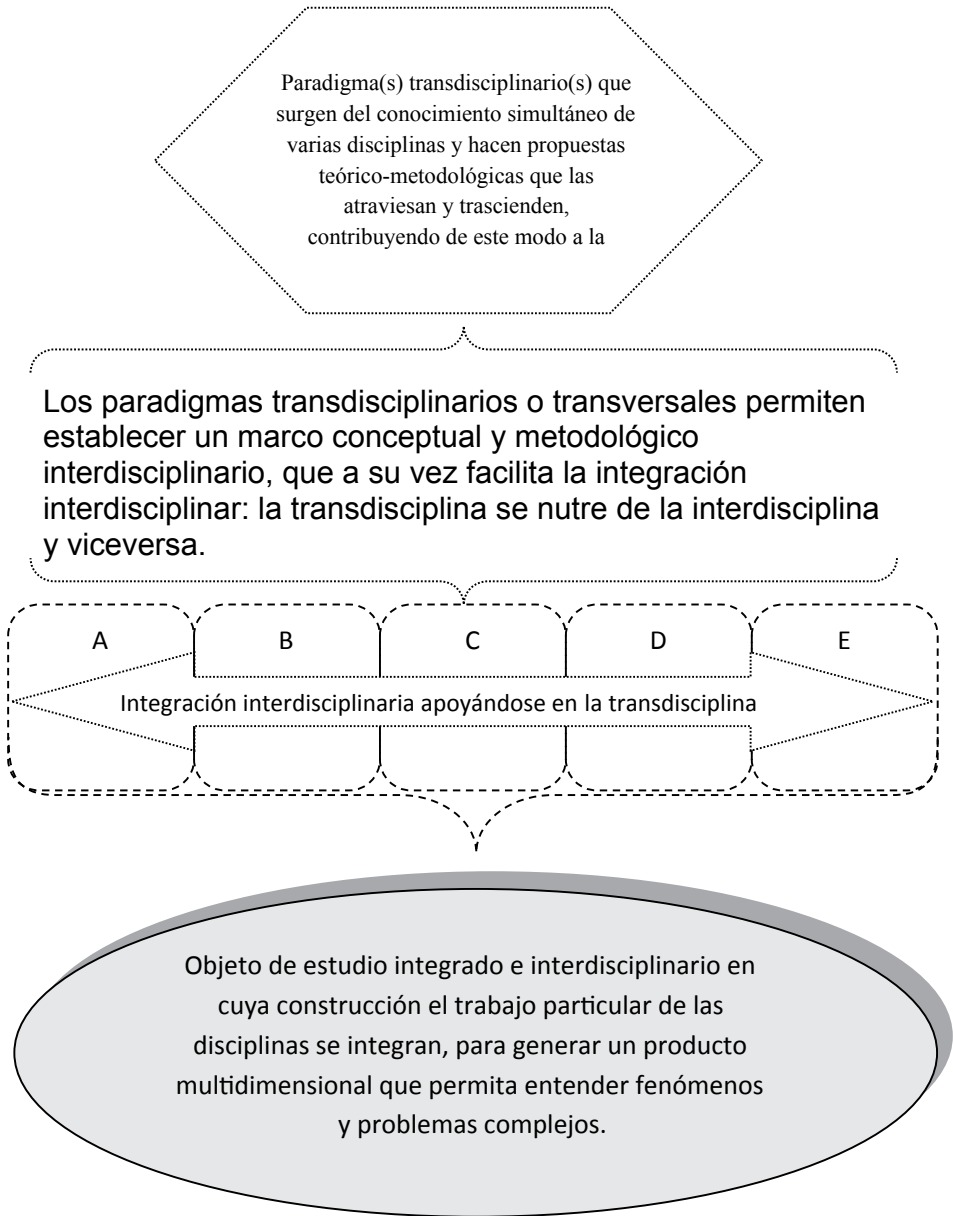 Paradigma(s) transdisciplinario(s) que
surgen del conocimiento simultáneo de
varias disciplinas y hacen propuestas
teórico-metodológicas que las
atraviesan y trascienden,
contribuyendo de este modo a la
Los paradigmas transdisciplinarios o transversales permiten
establecer un marco conceptual y metodológico
interdisciplinario, que a su vez facilita la integración
interdisciplinar: la transdisciplina se nutre de la interdisciplina
y viceversa.
A B C D E
Integración interdisciplinaria apoyándose en la transdisciplina
Objeto de estudio integrado e interdisciplinario en
cuya construcción el trabajo particular de las
disciplinas se integran, para generar un producto
multidimensional que permita entender fenómenos
y problemas complejos.